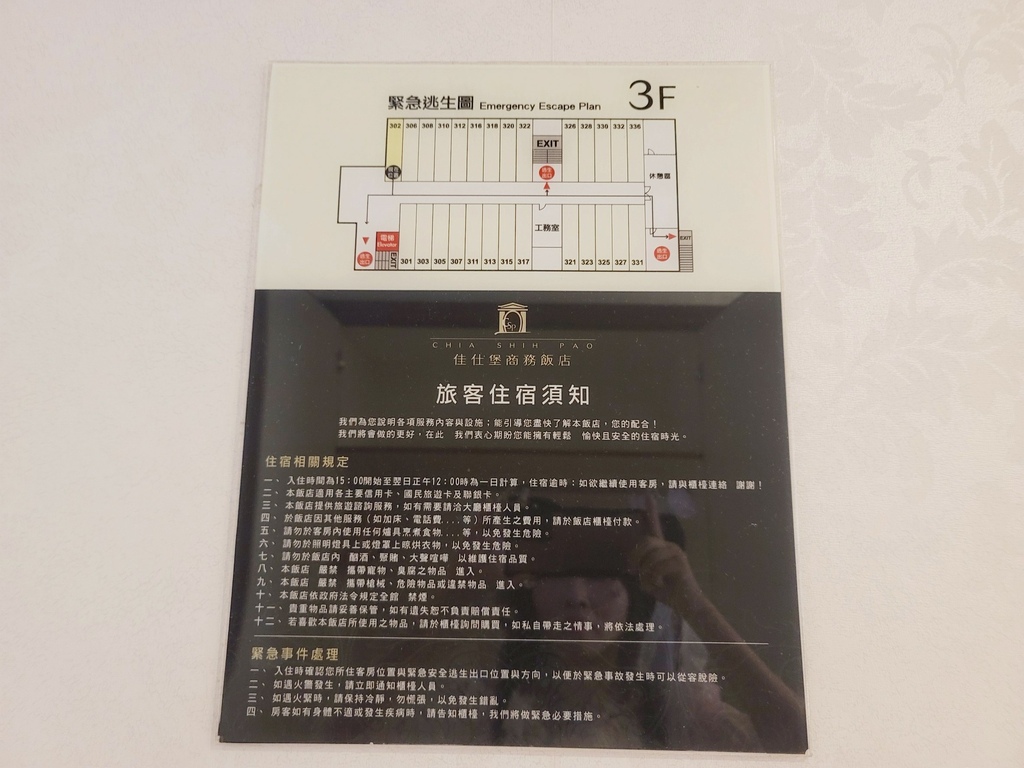 緊急逃生圖 Emergency Escape Plan 3F
302 306 308 310 312 316 318 320 322 326 328 330 332 336
EXIT
逃生出口
休憩區
工務室
電梯
Elevator
EXIT
逃生出口
EXIT
逃生出口
301 303 305 307 311 313 315 317 321 323 325 327 331
CHIA SHIH PAO
佳仕堡商務飯店
旅客住宿須知
我們為您說明各項服務內容與設施；能引導您盡快了解本飯店，您的配合！
我們將會做的更好，在此 我們衷心期盼您能擁有輕鬆 愉快且安全的住宿時光。
住宿相關規定
一、 入住時間為15：00開始至翌日正午12：00時為一日計算，住宿逾時：如欲繼續使用客房，請與櫃檯連絡 謝謝！
二、 本飯店適用各主要信用卡、國民旅遊卡及聯銀卡。
三、 本飯店提供旅遊諮詢服務，如有需要請洽大廳櫃檯人員。
四、 於飯店因其他服務（如加床、電話費....等）所產生之費用，請於飯店櫃檯付款。
五、 請勿於客房內使用任何爐具烹煮食物....等，以免發生危險。
六、 請勿於照明燈具上或燈罩上晾烘衣物，以免發生危險。
七、 請勿於飯店內 酗酒、聚賭、大聲喧嘩 以維護住宿品質。
八、 本飯店 嚴禁 攜帶寵物、臭腐之物品 進入。
九、 本飯店 嚴禁 攜帶槍械、危險物品或違禁物品 進入。
十、 本飯店依政府法令規定全館 禁煙。
十一、 貴重物品請妥善保管，如有遺失恕不負責賠償責任。
十二、 若喜歡本飯店所使用之物品，請於櫃檯詢問購買，如私自帶走之情事，將依法處理。
緊急事件處理
一、 入住時確認您所住客房位置與緊急安全逃生出口位置與方向，以便於緊急事故發生時可以從容脫險。
二、 如遇火警發生，請立即通知櫃檯人員。
三、 如遇火緊時，請保持冷靜，勿慌張，以免發生錯亂。
四、 房客如有身體不適或發生疾病時，請告知櫃檯，我們將做緊急必要措施。